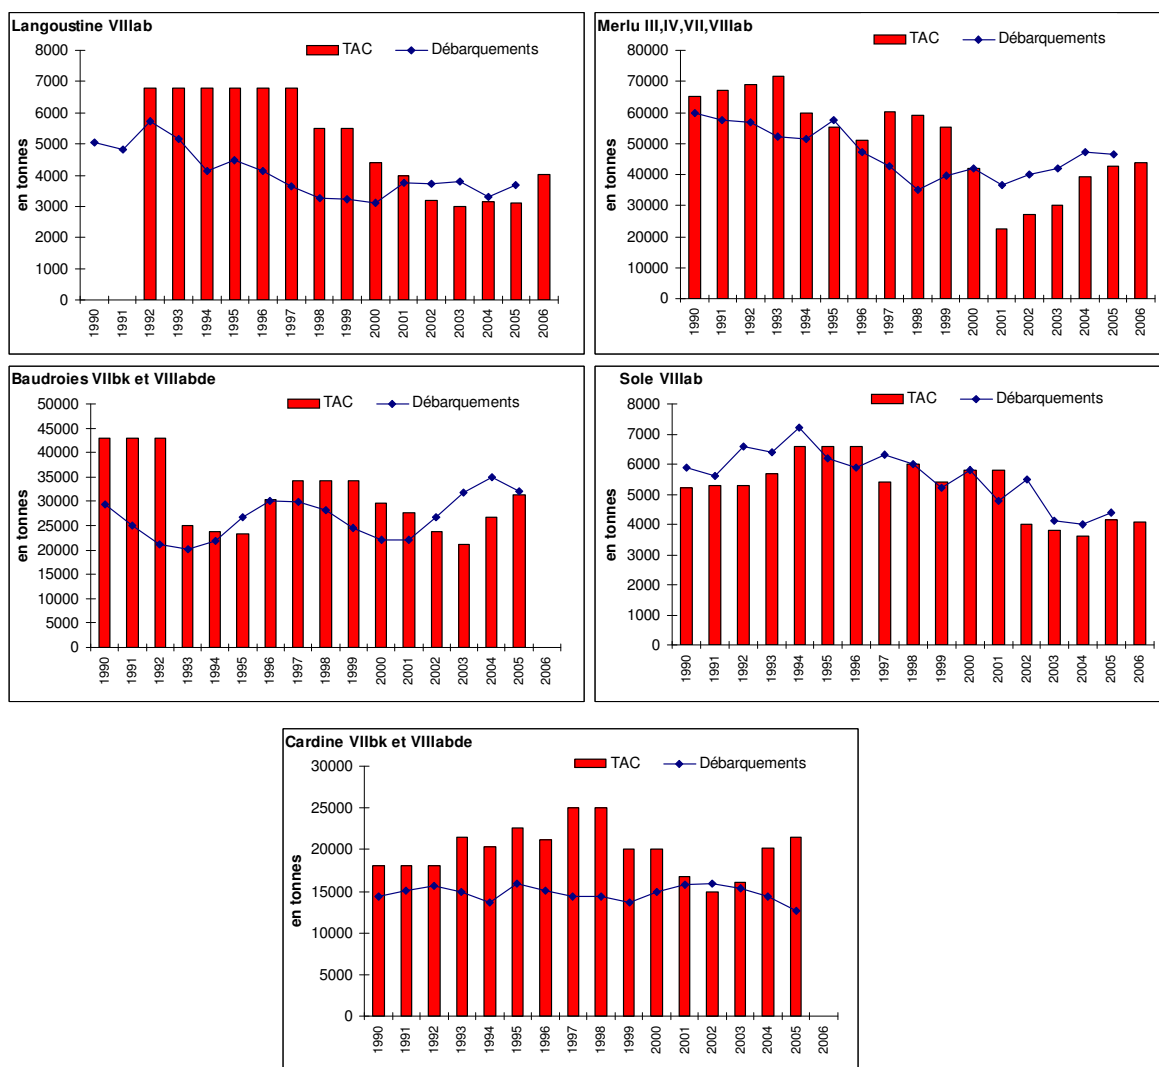 Langoustine VIIIab
TAC Débarquements
en tonnes
8000
7000
6000
5000
4000
3000
2000
1000
0
1990 1991 1992 1993 1994 1995 1996 1997 1998 1999 2000 2001 2002 2003 2004 2005 2006
Merlu III,IV,VII,VIIIab
TAC Débarquements
en tonnes
80000
70000
60000
50000
40000
30000
20000
10000
0
1990 1991 1992 1993 1994 1995 1996 1997 1998 1999 2000 2001 2002 2003 2004 2005 2006
Baudroies VIIbk et VIIIabde
TAC Débarquements
en tonnes
50000
45000
40000
35000
30000
25000
20000
15000
10000
5000
0
1990 1991 1992 1993 1994 1995 1996 1997 1998 1999 2000 2001 2002 2003 2004 2005 2006
Sole VIIIab
TAC Débarquements
en tonnes
8000
7000
6000
5000
4000
3000
2000
1000
0
1990 1991 1992 1993 1994 1995 1996 1997 1998 1999 2000 2001 2002 2003 2004 2005 2006
Cardine VIIbk et VIIIabde
TAC Débarquements
en tonnes
30000
25000
20000
15000
10000
5000
0
1990 1991 1992 1993 1994 1995 1996 1997 1998 1999 2000 2001 2002 2003 2004 2005 2006